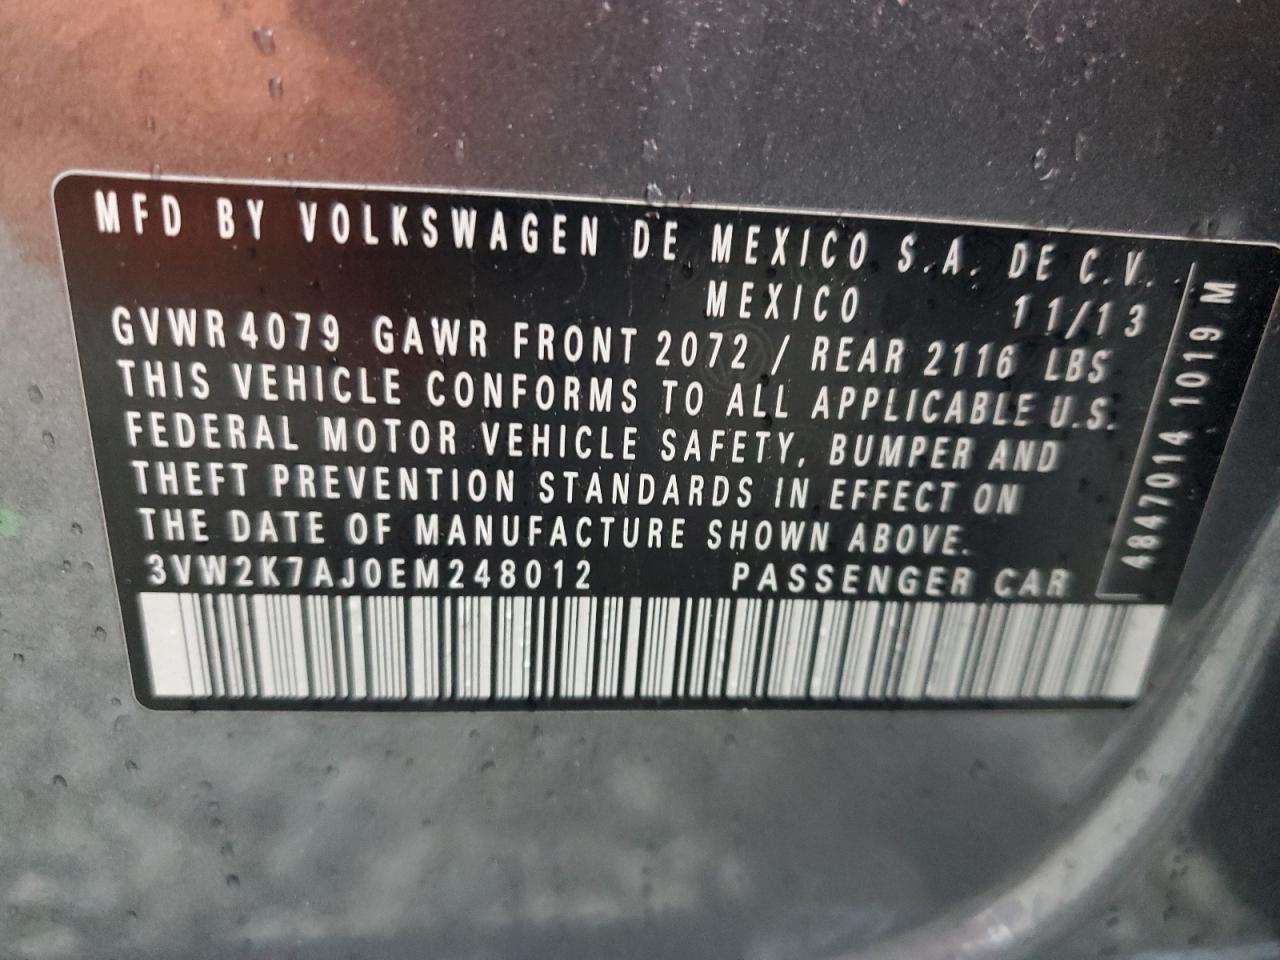 MFD BY VOLKSWAGEN DE MEXICO S.A. DE C.V.
MEXICO 11/13
GVWR 4079 GAWR FRONT 2072 / REAR 2116 LBS
THIS VEHICLE CONFORMS TO ALL APPLICABLE U.S.
FEDERAL MOTOR VEHICLE SAFETY, BUMPER AND
THEFT PREVENTION STANDARDS IN EFFECT ON
THE DATE OF MANUFACTURE SHOWN ABOVE.
3VW2K7AJ0EM248012 PASSENGER CAR
4847014 1019 M